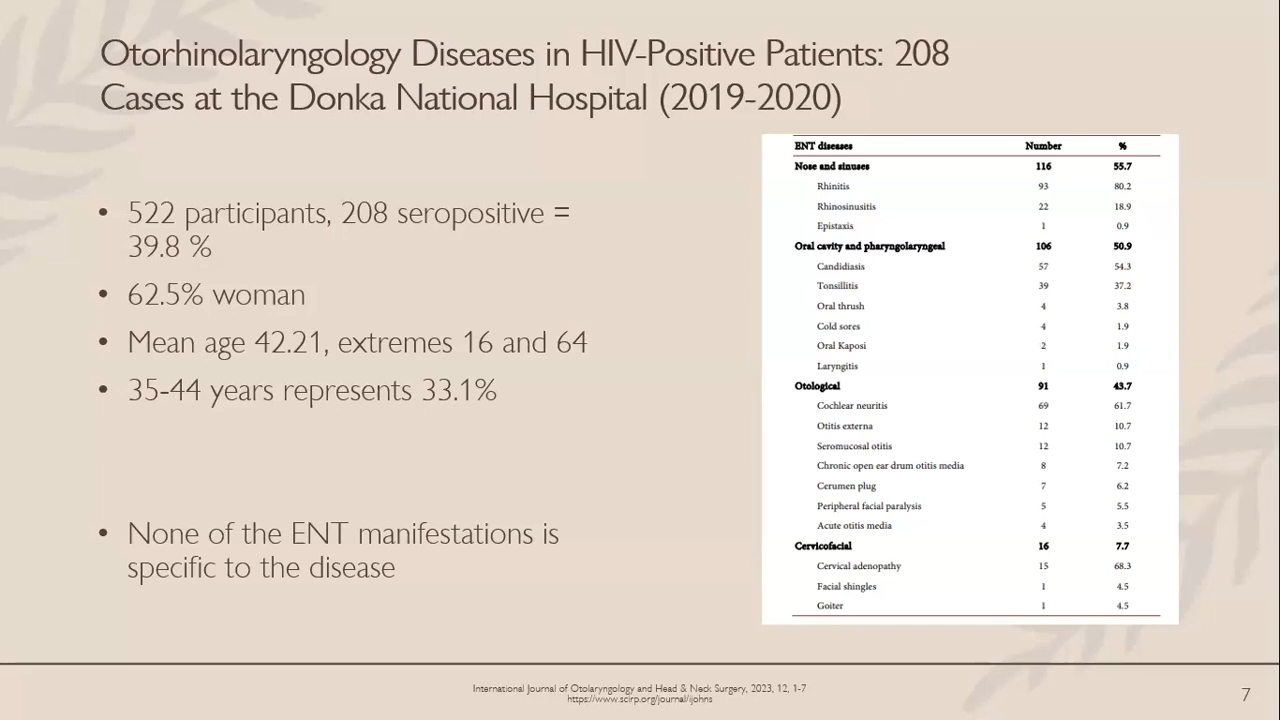 Otorhinolaryngology Diseases in HIV-Positive Patients: 208
Cases at the Donka National Hospital (2019-2020)
• 522 participants, 208 seropositive =
39.8 %
• 62.5% woman
• Mean age 42.21, extremes 16 and 64
• 35-44 years represents 33.1%
• None of the ENT manifestations is
specific to the disease
ENT diseases Number %
Nose and sinuses 116 55.7
Rhinitis 93 80.2
Rhinosinusitis 22 18.9
Epistaxis 1 0.9
Oral cavity and pharyngolaryngeal 106 50.9
Candidiasis 57 54.3
Tonsillitis 39 37.2
Oral thrush 4 3.8
Cold sores 4 1.9
Oral Kaposi 2 1.9
Laryngitis 1 0.9
Otological 91 43.7
Cochlear neuritis 69 61.7
Otitis externa 12 10.7
Seromucosal otitis 12 10.7
Chronic open ear drum otitis media 8 7.2
Cerumen plug 7 6.2
Peripheral facial paralysis 5 5.5
Acute otitis media 4 3.5
Cervicofacial 16 7.7
Cervical adenopathy 15 68.3
Facial shingles 1 4.5
Goiter 1 4.5
International Journal of Otolaryngology and Head & Neck Surgery, 2023, 12, 1-7
https://www.scirp.org/journal/ijohns
7